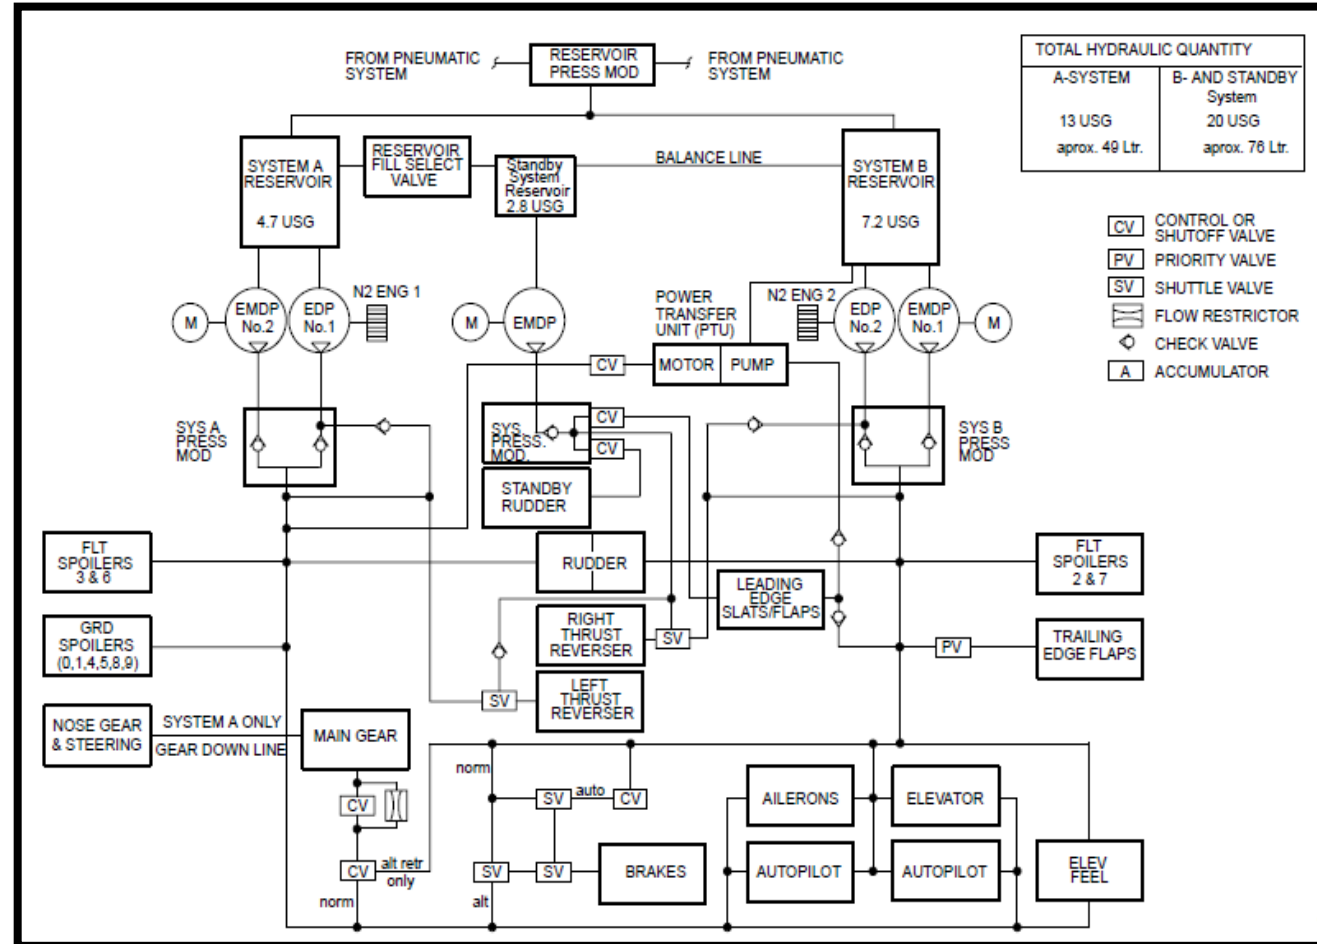 FROM PNEUMATIC
SYSTEM
RESERVOIR
PRESS MOD
FROM PNEUMATIC
SYSTEM
TOTAL HYDRAULIC QUANTITY
A-SYSTEM
13 USG
aprox. 49 Ltr.
B- AND STANDBY
System
20 USG
aprox. 76 Ltr.
SYSTEM A
RESERVOIR
4.7 USG
RESERVOIR
FILL SELECT
VALVE
Standby
System
Reservoir
2.8 USG
BALANCE LINE
SYSTEM B
RESERVOIR
7.2 USG
CV
CONTROL OR
SHUTOFF VALVE
PV
PRIORITY VALVE
SV
SHUTTLE VALVE
FLOW RESTRICTOR
CHECK VALVE
A
ACCUMULATOR
M
EMDP
No.2
EDP
No.1
N2 ENG 1
M
EMDP
POWER
TRANSFER
UNIT (PTU)
N2 ENG 2
EDP
No.2
EMDP
No.1
M
CV
MOTOR
PUMP
SYS A
PRESS
MOD
SYS.
PRESS.
MOD.
CV
CV
SYS B
PRESS
MOD
STANDBY
RUDDER
FLT
SPOILERS
3 & 6
RUDDER
FLT
SPOILERS
2 & 7
LEADING
EDGE
SLATS/FLAPS
GRD
SPOILERS
(0,1,4,5,8,9)
RIGHT
THRUST
REVERSER
SV
PV
TRAILING
EDGE FLAPS
SV
LEFT
THRUST
REVERSER
NOSE GEAR
& STEERING
SYSTEM A ONLY
GEAR DOWN LINE
MAIN GEAR
norm
CV
SV
auto
CV
AILERONS
ELEVATOR
CV
alt retr
only
norm
SV
SV
alt
BRAKES
AUTOPILOT
AUTOPILOT
ELEV
FEEL